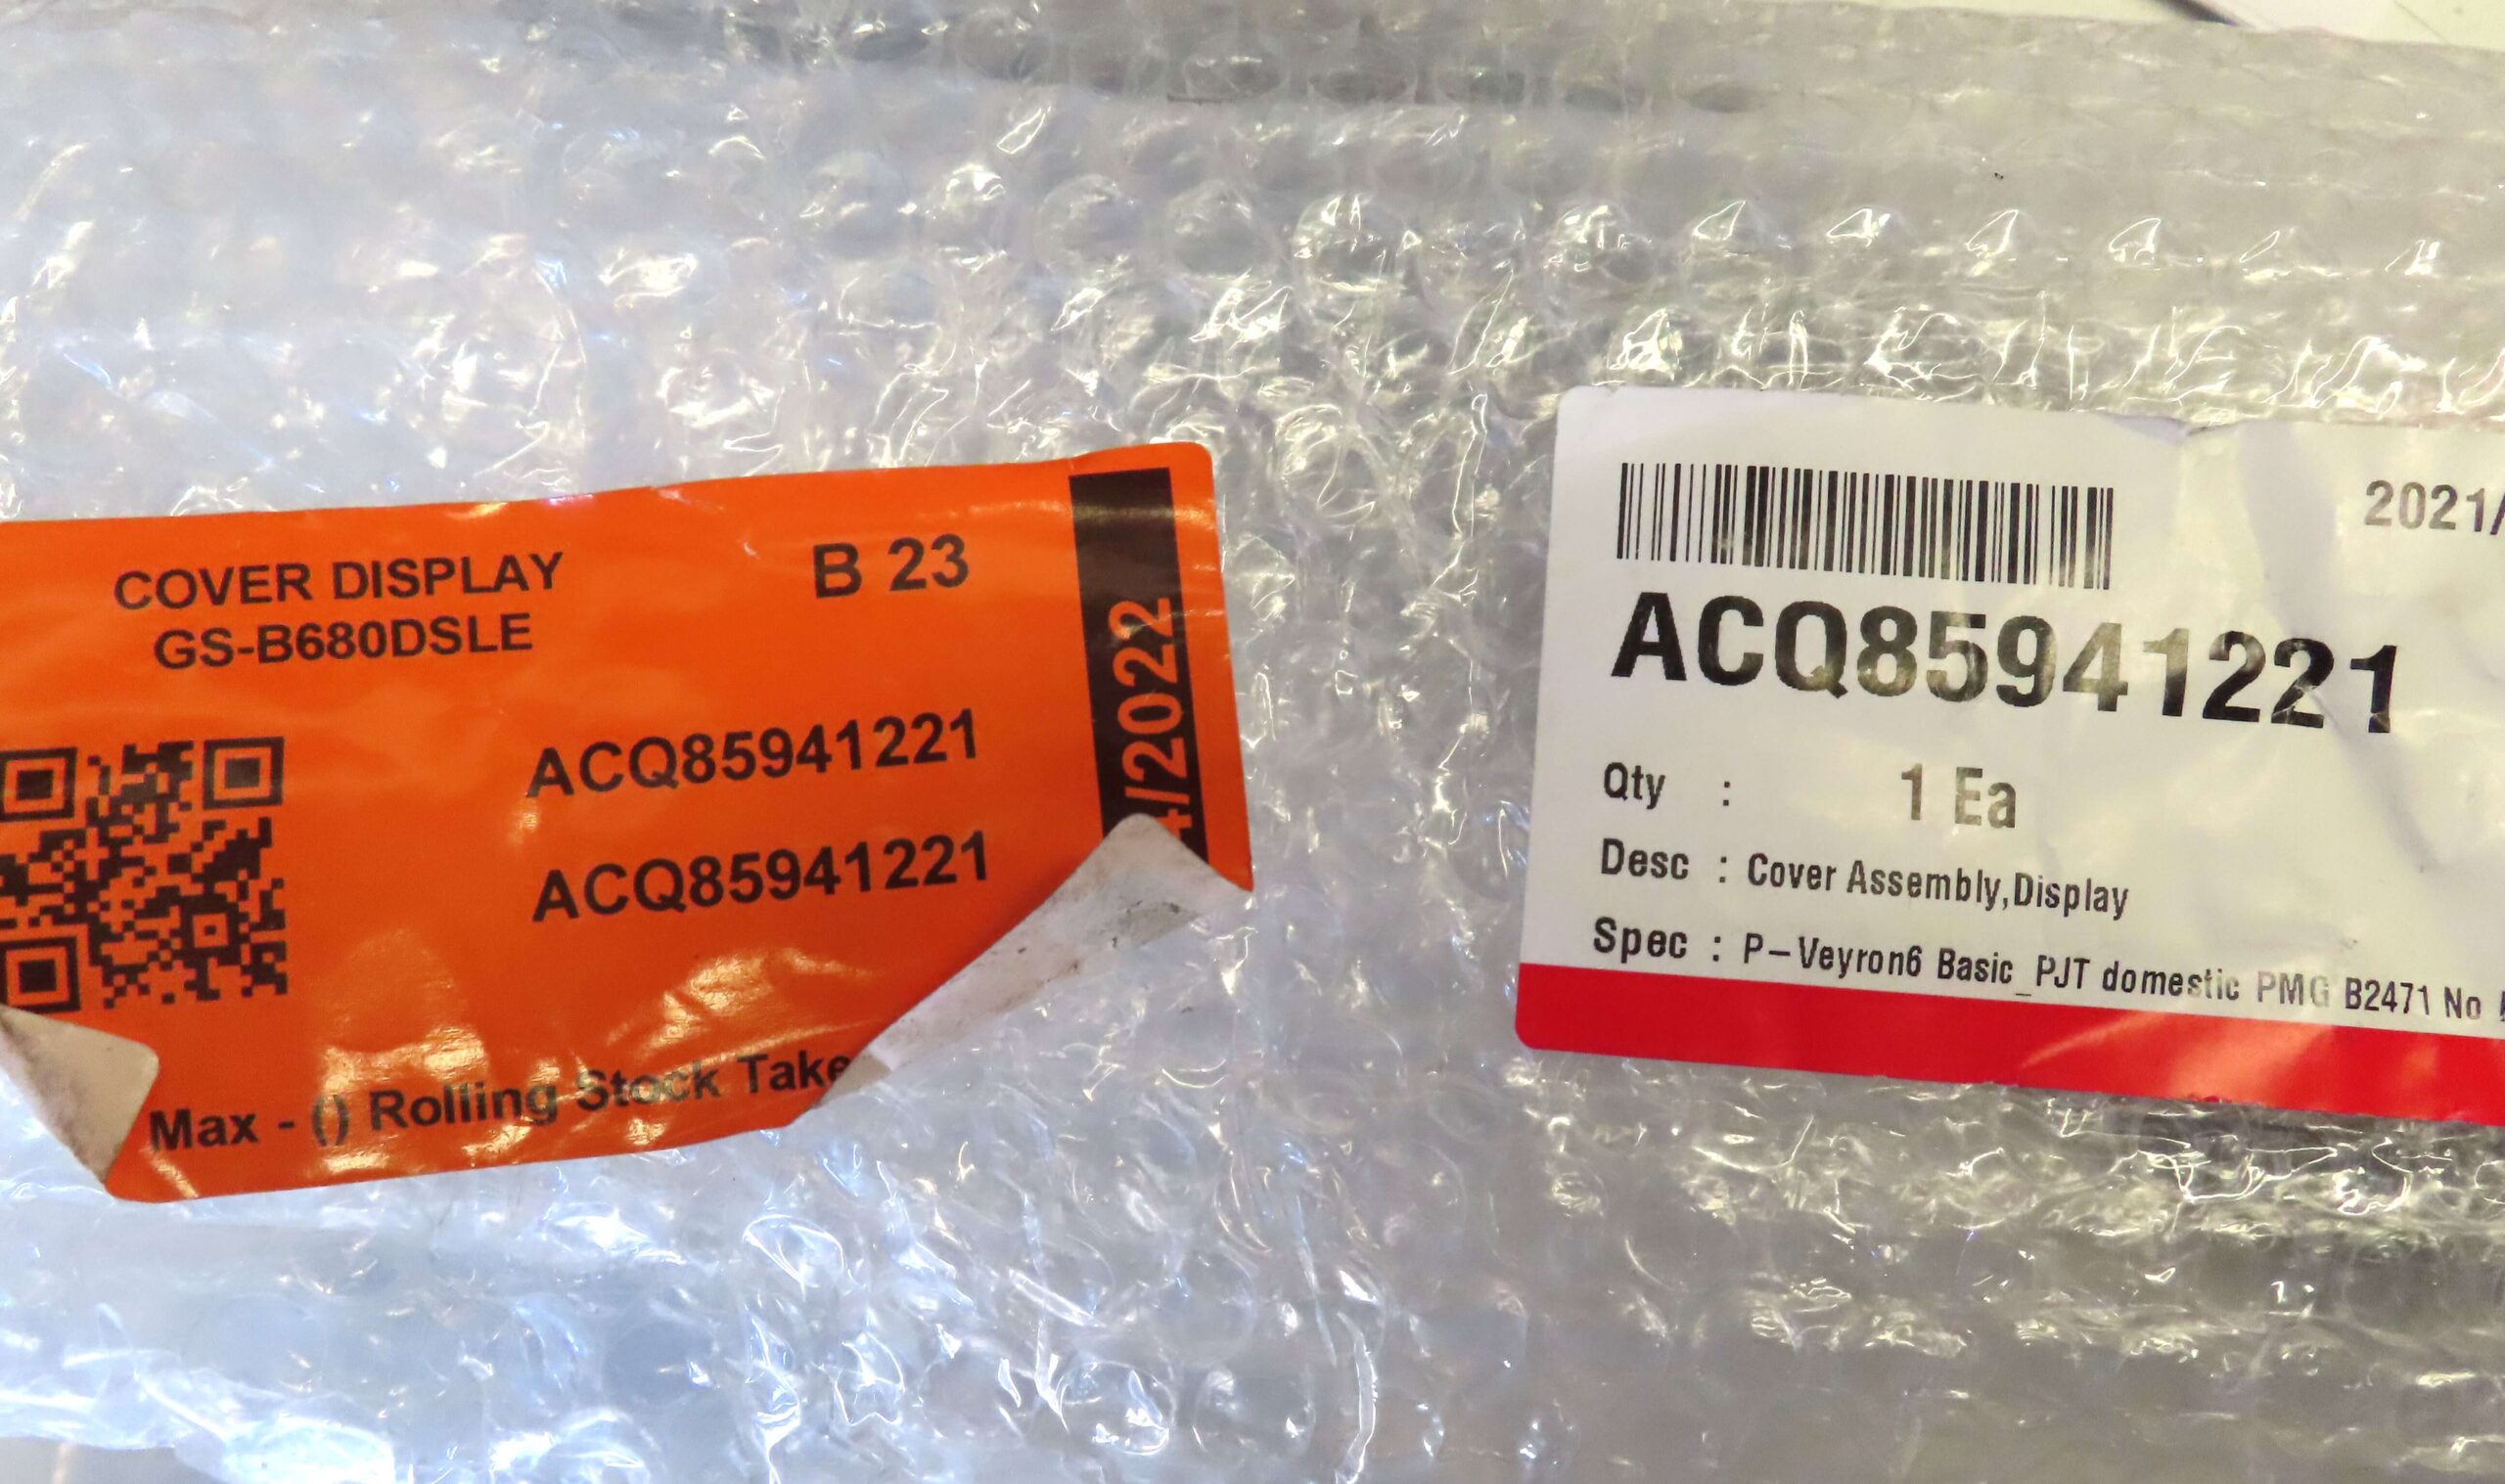 COVER DISPLAY
GS-B680DSLE
B 23
ACQ85941221
ACQ85941221
Max - () Rolling Stock Take
/2022
2021/
ACQ85941221
Qty : 1 Ea
Desc : Cover Assembly,Display
Spec : P-Veyron6 Basic_PJT domestic PMG B2471 No